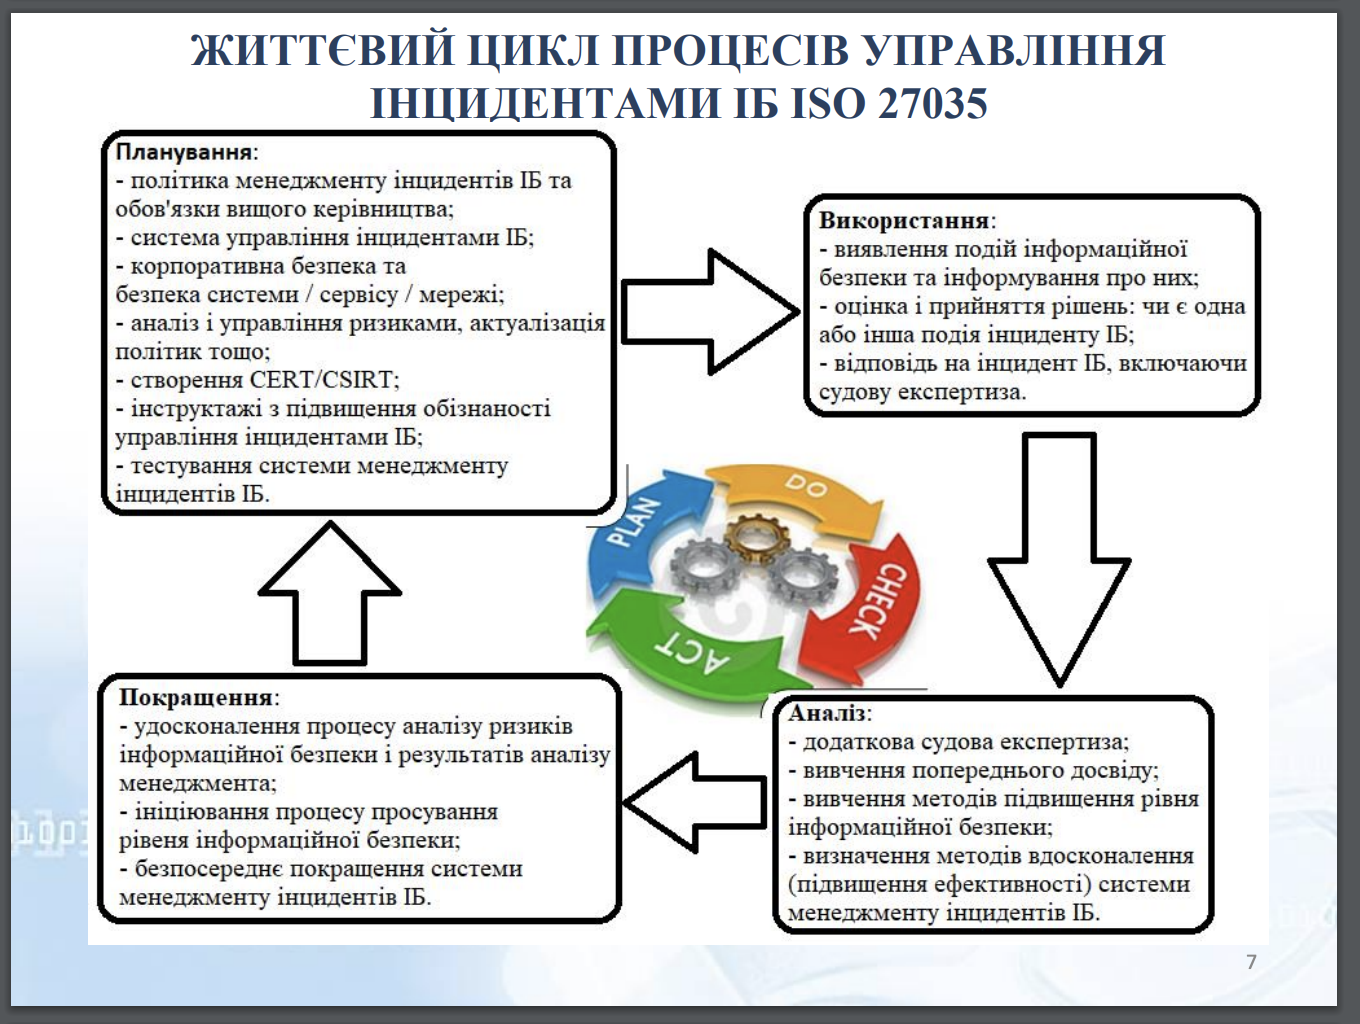 ЖИТТЄВИЙ ЦИКЛ ПРОЦЕСІВ УПРАВЛІННЯ
ІНЦИДЕНТАМИ ІБ ISO 27035
Планування:
- політика менеджменту інцидентів ІБ та
обов'язки вищого керівництва;
- система управління інцидентами ІБ;
- корпоративна безпека та
безпека системи / сервісу / мережі;
- аналіз і управління ризиками, актуалізація
політик тощо;
- створення CERT/CSIRT;
- інструктажі з підвищення обізнаності
управління інцидентами ІБ;
- тестування системи менеджменту
інцидентів ІБ.
Використання:
- виявлення подій інформаційної
безпеки та інформування про них;
- оцінка і прийняття рішень: чи є одна
або інша подія інциденту ІБ;
- відповідь на інцидент ІБ, включаючи
судову експертиза.
PLAN
DO
CHECK
ACT
Аналіз:
- додаткова судова експертиза;
- вивчення попереднього досвіду;
- вивчення методів підвищення рівня
інформаційної безпеки;
- визначення методів вдосконалення
(підвищення ефективності) системи
менеджменту інцидентів ІБ.
Покращення:
- удосконалення процесу аналізу ризиків
інформаційної безпеки і результатів аналізу
менеджмента;
- ініціювання процесу просування
рівеня інформаційної безпеки;
- безпосереднє покращення системи
менеджменту інцидентів ІБ.
7